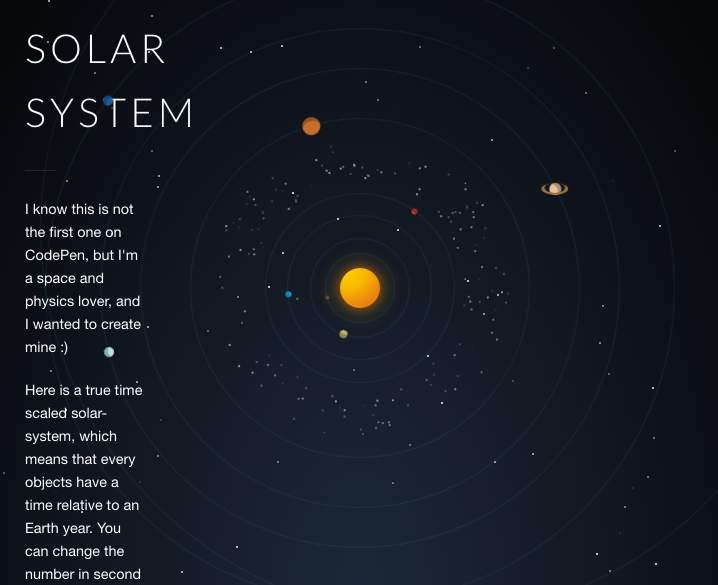 SOLAR
SYSTEM
I know this is not
the first one on
CodePen, but I'm
a space and
physics lover, and
I wanted to create
mine :)
Here is a true time
scaled solar-
system, which
means that every
objects have a
time relative to an
Earth year. You
can change the
number in second